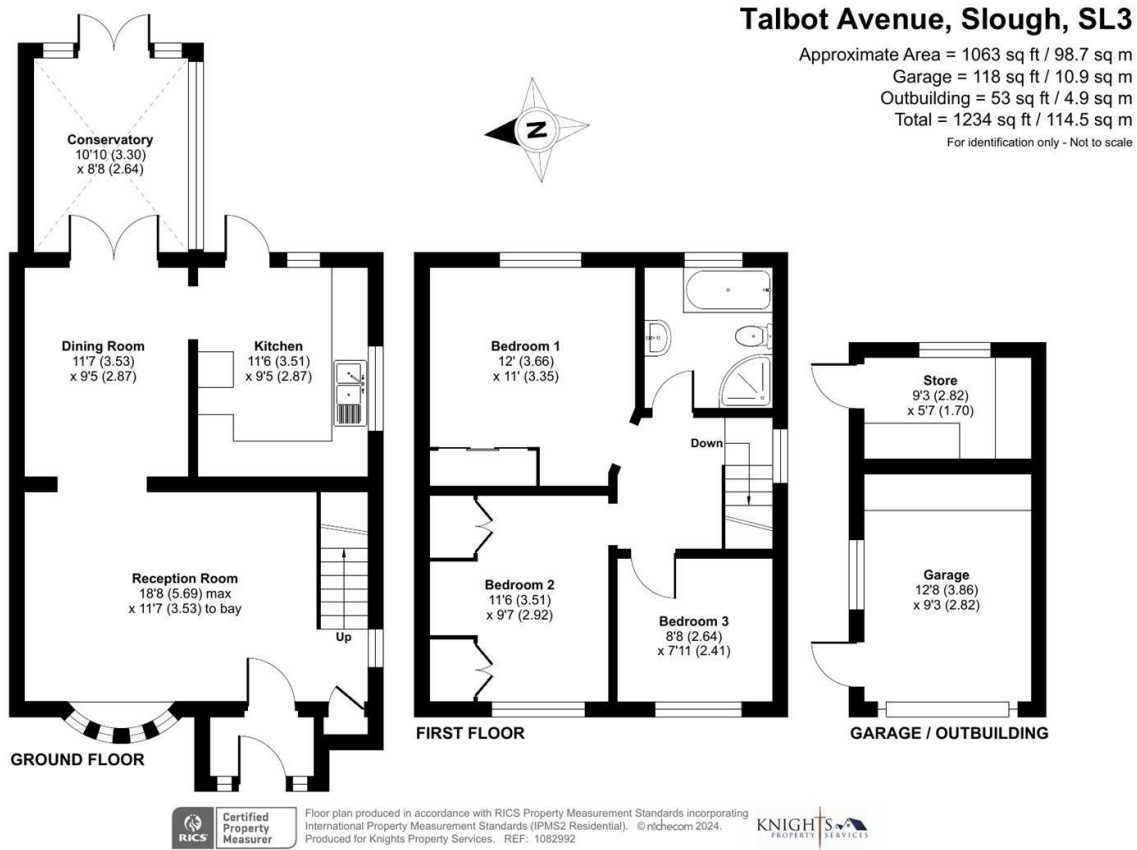 Talbot Avenue, Slough, SL3
Approximate Area = 1063 sq ft / 98.7 sq m
Garage = 118 sq ft / 10.9 sq m
Outbuilding = 53 sq ft / 4.9 sq m
Total = 1234 sq ft / 114.5 sq m
For identification only - Not to scale
N
Conservatory
10'10 (3.30)
x 8'8 (2.64)
Dining Room
11'7 (3.53)
x 9'5 (2.87)
Kitchen
11'6 (3.51)
x 9'5 (2.87)
Reception Room
18'8 (5.69) max
x 11'7 (3.53) to bay
Up
GROUND FLOOR
Bedroom 1
12' (3.66)
x 11' (3.35)
Down
Bedroom 2
11'6 (3.51)
x 9'7 (2.92)
Bedroom 3
8'8 (2.64)
x 7'11 (2.41)
FIRST FLOOR
Store
9'3 (2.82)
x 5'7 (1.70)
Garage
12'8 (3.86)
x 9'3 (2.82)
GARAGE / OUTBUILDING
RICS
Certified
Property
Measurer
Floor plan produced in accordance with RICS Property Measurement Standards incorporating
International Property Measurement Standards (IPMS2 Residential). © nichecom 2024.
Produced for Knights Property Services. REF: 1082992
KNIGHTS
PROPERTY SERVICES